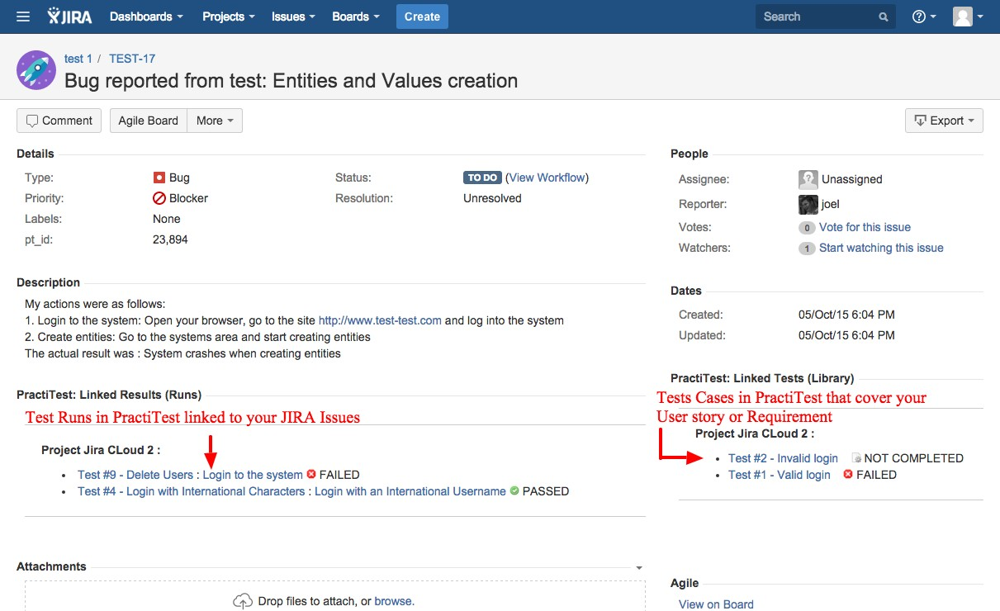 JIRA Dashboards Projects Issues Boards Create Search ?
test 1 / TEST-17
Bug reported from test: Entities and Values creation
Comment Agile Board More Export
Details
Type: Bug Status: TO DO (View Workflow)
Priority: Blocker Resolution: Unresolved
Labels: None
pt_id: 23,894
Description
My actions were as follows:
1. Login to the system: Open your browser, go to the site http://www.test-test.com and log into the system
2. Create entities: Go to the systems area and start creating entities
The actual result was : System crashes when creating entities
PractiTest: Linked Results (Runs)
Test Runs in PractiTest linked to your JIRA Issues
Project Jira CLoud 2 :
• Test #9 - Delete Users : Login to the system FAILED
• Test #4 - Login with International Characters : Login with an International Username PASSED
Attachments
Drop files to attach, or browse.
People
Assignee: ? Unassigned
Reporter: joel
Votes: 0 Vote for this issue
Watchers: 1 Start watching this issue
Dates
Created: 05/Oct/15 6:04 PM
Updated: 05/Oct/15 6:04 PM
PractiTest: Linked Tests (Library)
Tests Cases in PractiTest that cover your
User story or Requirement
Project Jira CLoud 2 :
• Test #2 - Invalid login NOT COMPLETED
• Test #1 - Valid login FAILED
Agile
View on Board